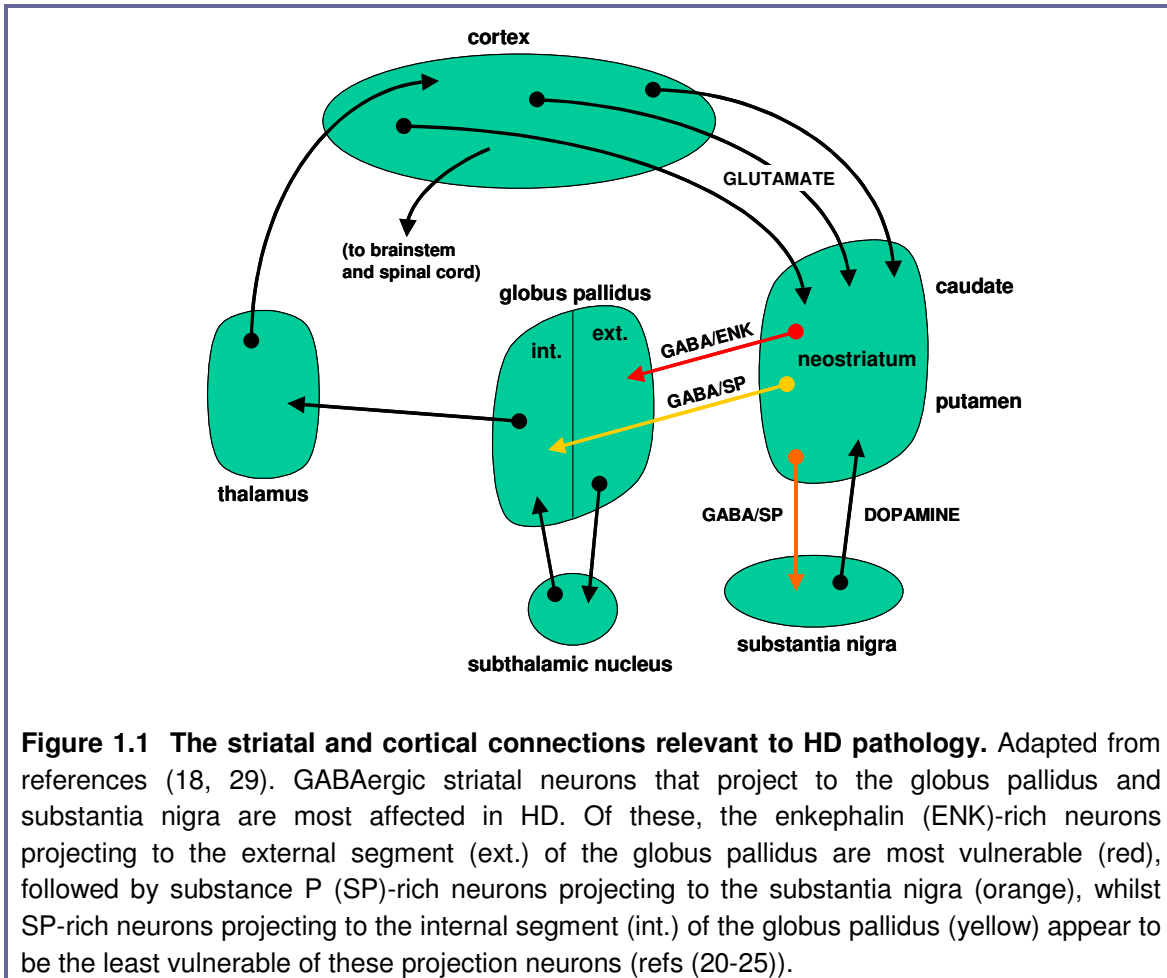 cortex
GLUTAMATE
(to brainstem
and spinal cord)
globus pallidus
caudate
int.
ext.
GABA/ENK
neostriatum
GABA/SP
putamen
thalamus
GABA/SP
DOPAMINE
subthalamic nucleus
substantia nigra
Figure 1.1 The striatal and cortical connections relevant to HD pathology. Adapted from
references (18, 29). GABAergic striatal neurons that project to the globus pallidus and
substantia nigra are most affected in HD. Of these, the enkephalin (ENK)-rich neurons
projecting to the external segment (ext.) of the globus pallidus are most vulnerable (red),
followed by substance P (SP)-rich neurons projecting to the substantia nigra (orange), whilst
SP-rich neurons projecting to the internal segment (int.) of the globus pallidus (yellow) appear to
be the least vulnerable of these projection neurons (refs (20-25)).